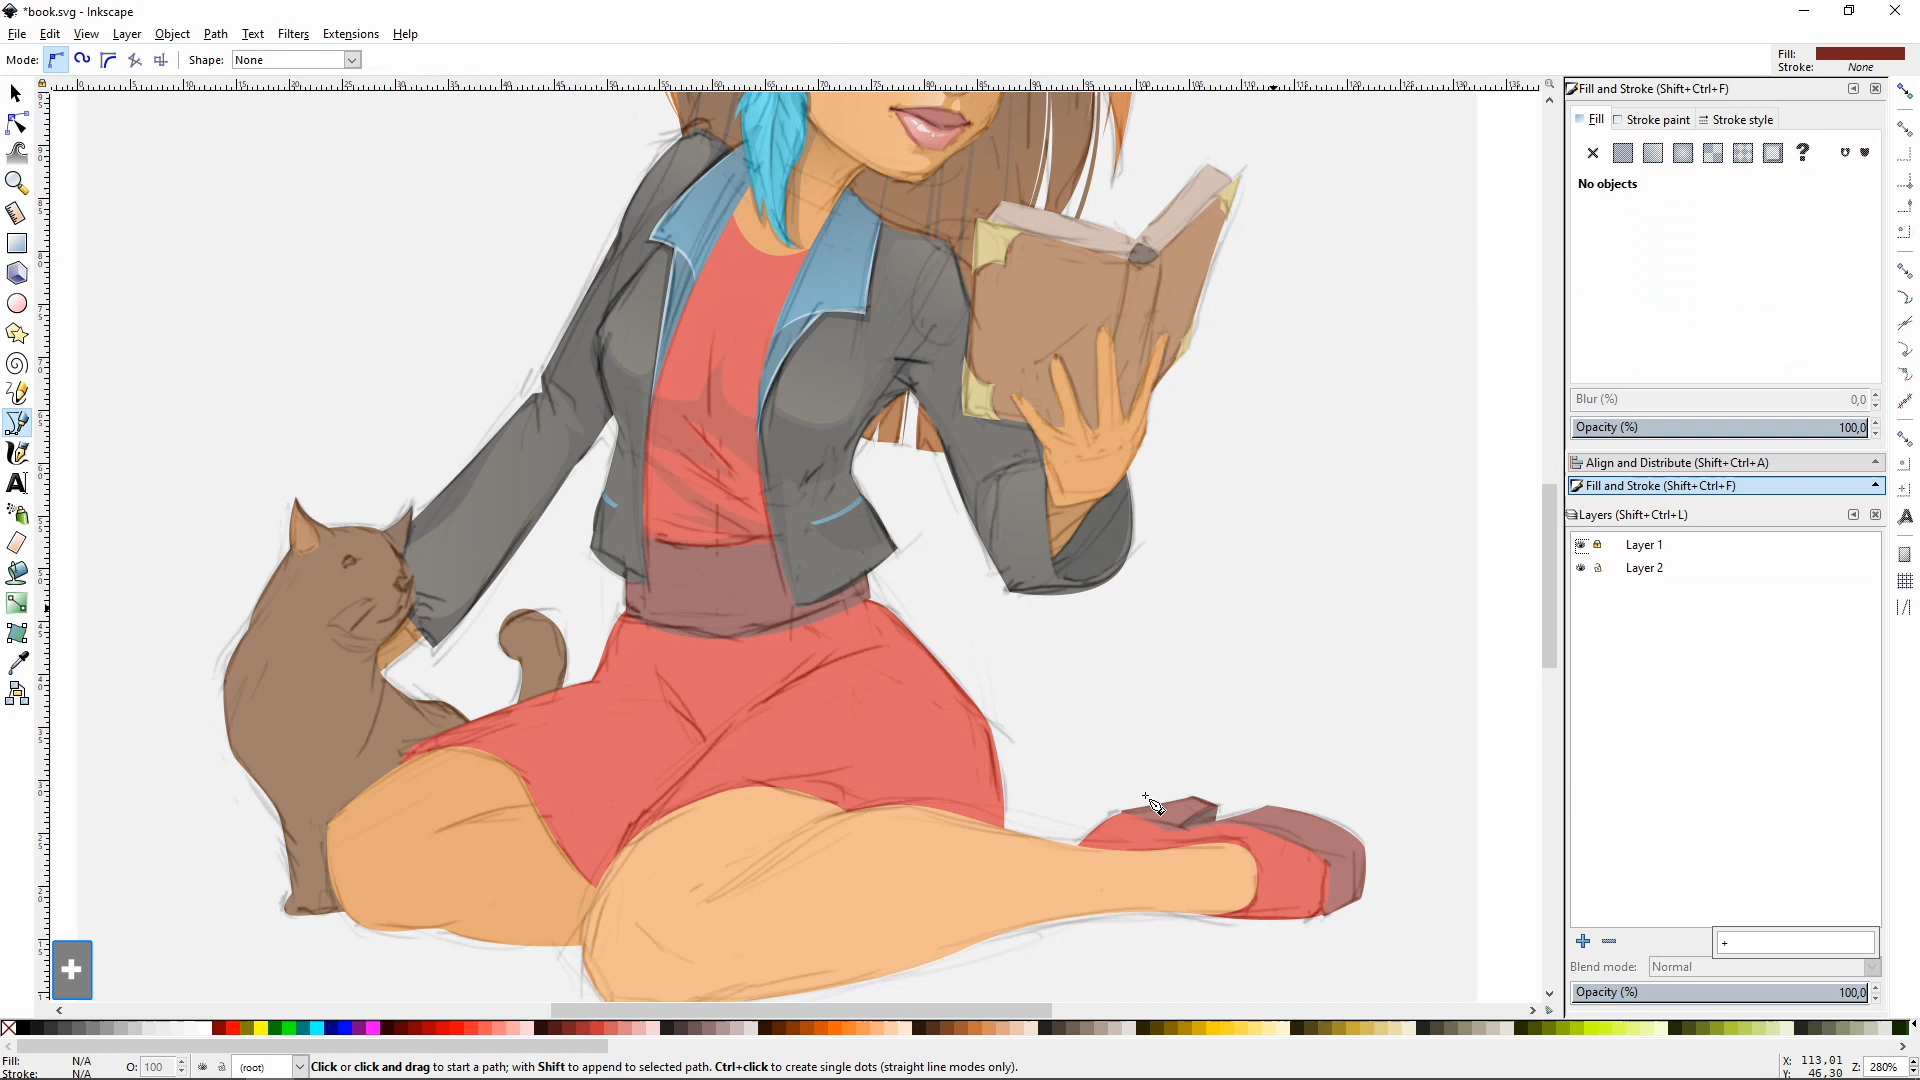 *book.svg - Inkscape
File Edit View Layer Object Path Text Filters Extensions Help
Mode: Shape: None
Fill:
Stroke: None
Fill and Stroke (Shift+Ctrl+F)
Fill Stroke paint Stroke style
No objects
Blur (%) 0,0
Opacity (%) 100,0
Align and Distribute (Shift+Ctrl+A)
Fill and Stroke (Shift+Ctrl+F)
Layers (Shift+Ctrl+L)
Layer 1
Layer 2
+
Blend mode: Normal
Opacity (%) 100,0
Fill: N/A
Stroke: N/A
O: 100 (root) Click or click and drag to start a path; with Shift to append to selected path. Ctrl+click to create single dots (straight line modes only).
X: 113,01
Y: 46,30
Z: 280%